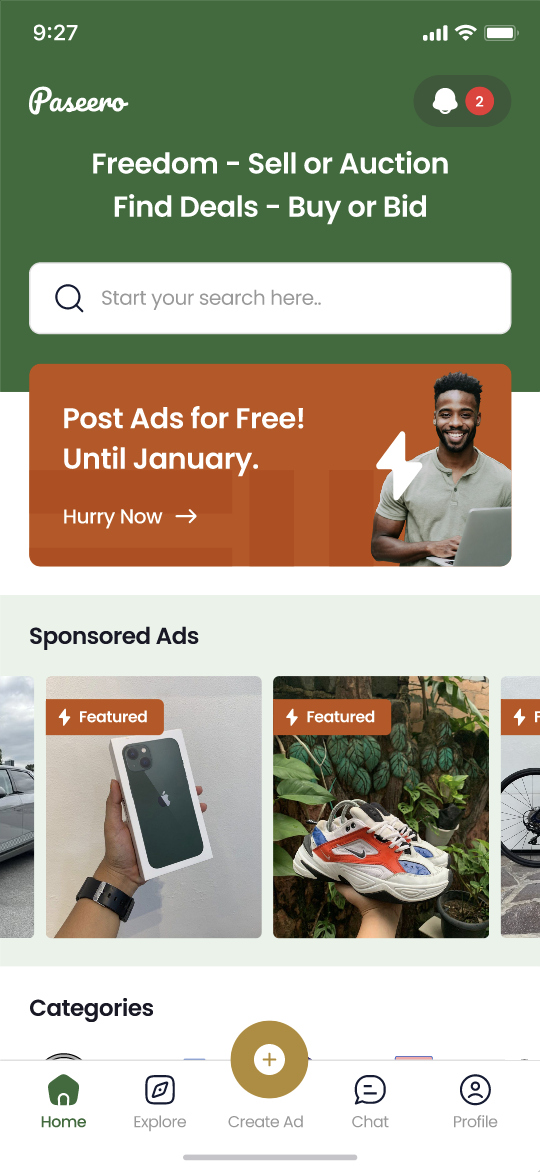 9:27
Paseero
2
Freedom - Sell or Auction
Find Deals - Buy or Bid
Start your search here..
Post Ads for Free!
Until January.
Hurry Now
Sponsored Ads
Featured
Featured
F
Categories
Home
Explore
Create Ad
Chat
Profile